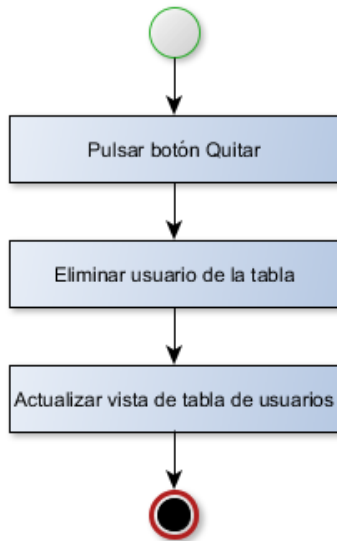 Pulsar botón Quitar
Eliminar usuario de la tabla
Actualizar vista de tabla de usuarios